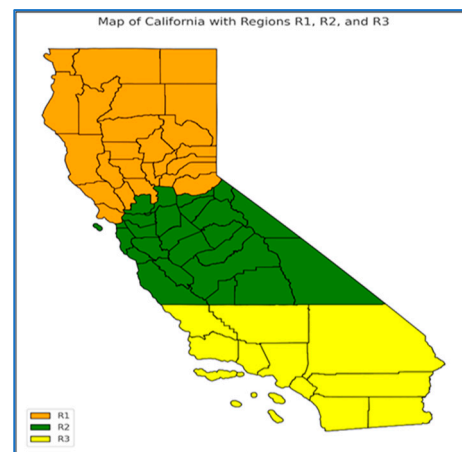 Map of California with Regions R1, R2, and R3
R1
R2
R3